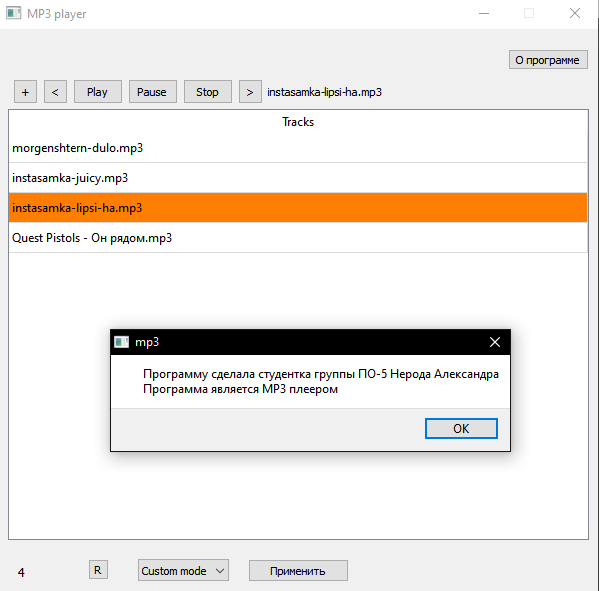 MP3 player
О программе
+ < Play Pause Stop > instasamka-lipsi-ha.mp3
Tracks
morgenshtern-dulo.mp3
instasamka-juicy.mp3
instasamka-lipsi-ha.mp3
Quest Pistols - Он рядом.mp3
mp3
Программу сделала студентка группы ПО-5 Нерода Александра
Программа является MP3 плеером
OK
4 R Custom mode Применить